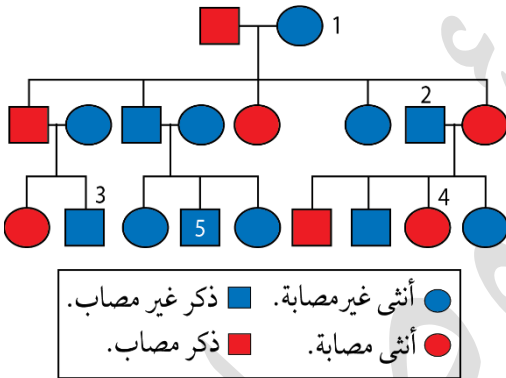 1
2
3
4
5
أنثى غير مصابة.
ذكر غير مصاب.
أنثى مصابة.
ذكر مصاب.